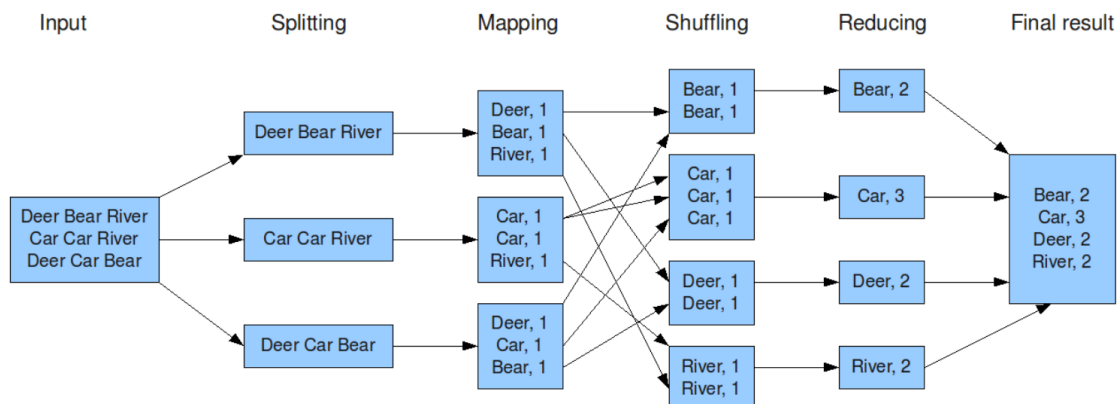 Input
Splitting
Mapping
Shuffling
Reducing
Final result
Deer Bear River
Car Car River
Deer Car Bear
Deer Bear River
Car Car River
Deer Car Bear
Deer, 1
Bear, 1
River, 1
Car, 1
Car, 1
River, 1
Deer, 1
Car, 1
Bear, 1
Bear, 1
Bear, 1
Car, 1
Car, 1
Car, 1
Deer, 1
Deer, 1
River, 1
River, 1
Bear, 2
Car, 3
Deer, 2
River, 2
Bear, 2
Car, 3
Deer, 2
River, 2